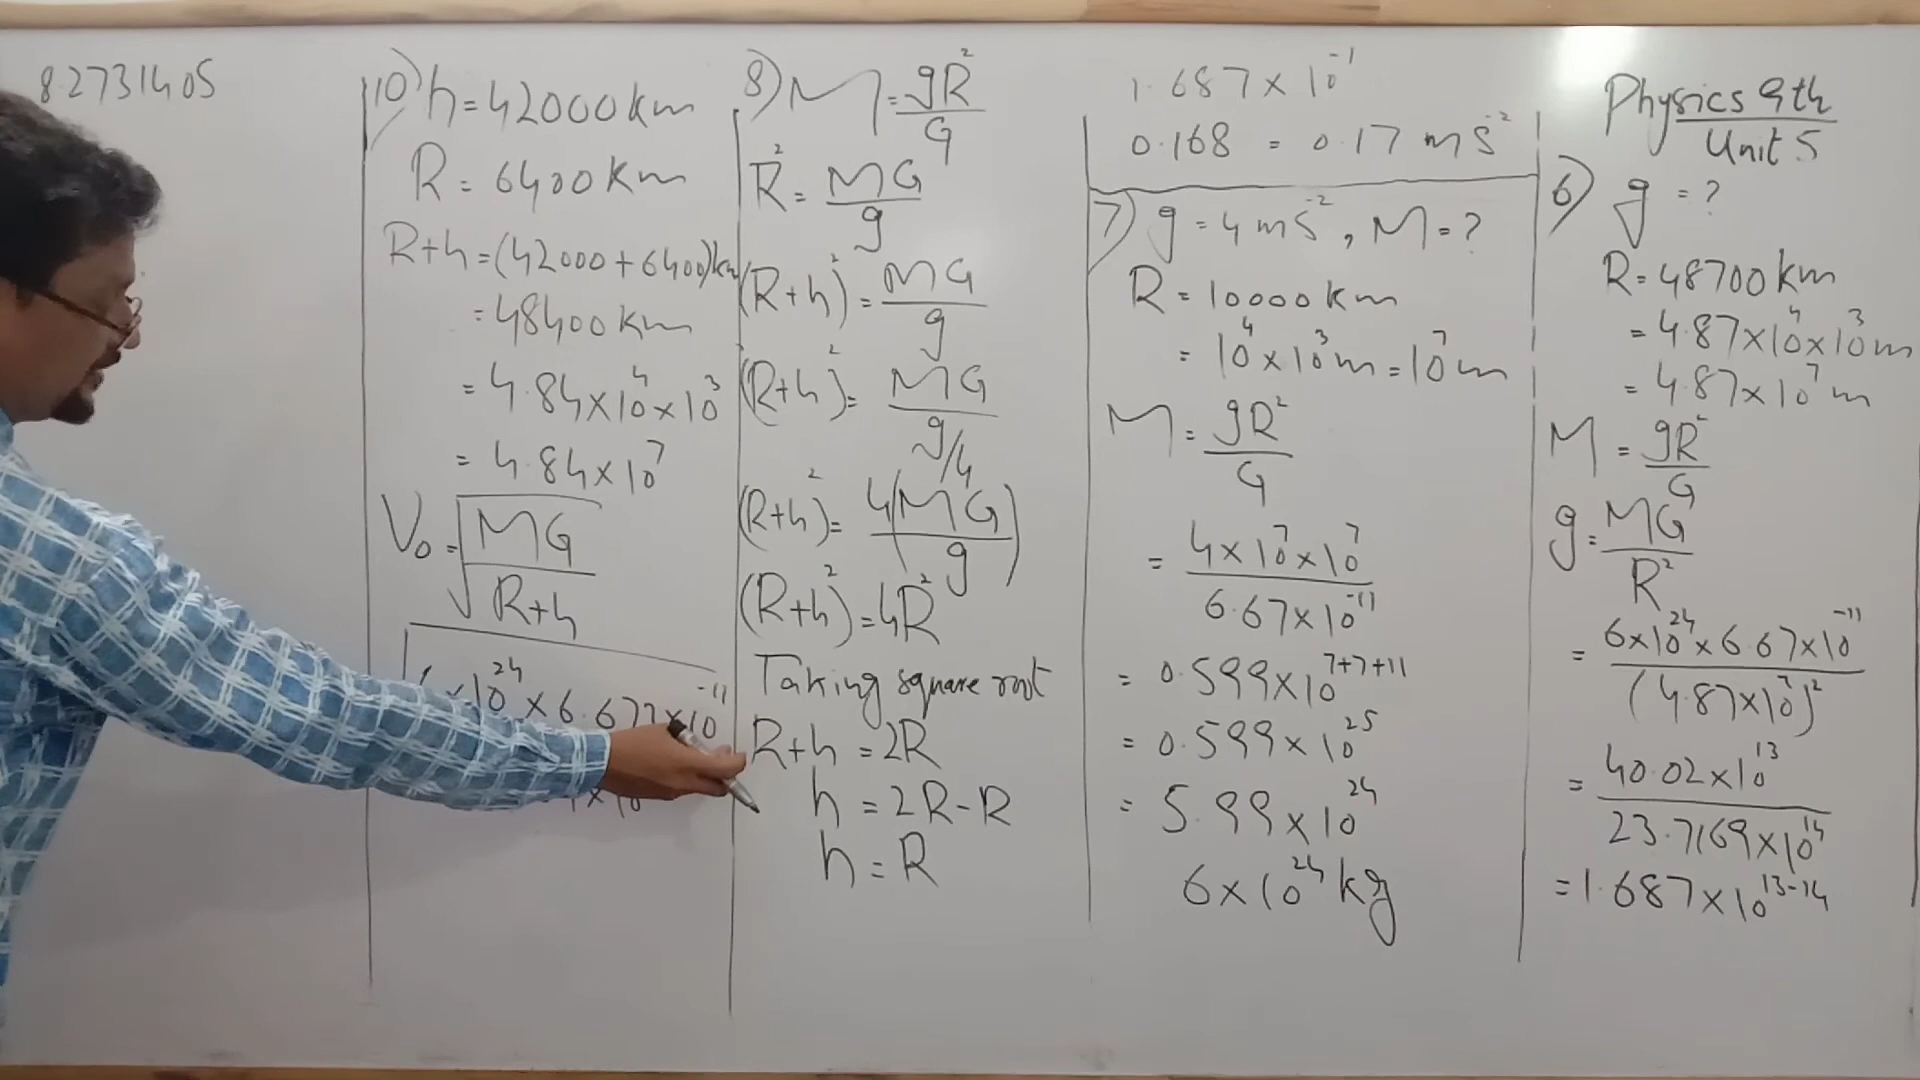 8.2731405
10) h = 42000 km
R = 6400 km
R+h = (42000 + 6400) km
= 48400 km
= 4.84 × 10⁴ × 10³
= 4.84 × 10⁷
V₀ = √(MG / R+h)
× 10²⁴ × 6.673 × 10⁻¹¹
× 10
8) M = gR² / G
R² = MG / g
(R+h)² = MG / g
(R+h)² = MG / g/4
(R+h)² = 4(MG / g)
(R+h)² = 4R²
Taking square root
R+h = 2R
h = 2R - R
h = R
1.687 × 10⁻¹
0.168 = 0.17 mS⁻²
7) g = 4 mS⁻², M = ?
R = 10000 km
= 10⁴ × 10³ m = 10⁷ m
M = gR² / G
= 4 × 10⁷ × 10⁷ / 6.67 × 10⁻¹¹
= 0.599 × 10⁷⁺⁷⁺¹¹
= 0.599 × 10²⁵
= 5.99 × 10²⁴
6 × 10²⁴ kg
Physics 9th
Unit 5
6) g = ?
R = 48700 km
= 4.87 × 10⁴ × 10³ m
= 4.87 × 10⁷ m
M = gR² / G
g = MG / R²
= 6 × 10²⁴ × 6.67 × 10⁻¹¹ / (4.87 × 10⁷)²
= 40.02 × 10¹³ / 23.7169 × 10¹⁴
= 1.687 × 10¹³⁻¹⁴